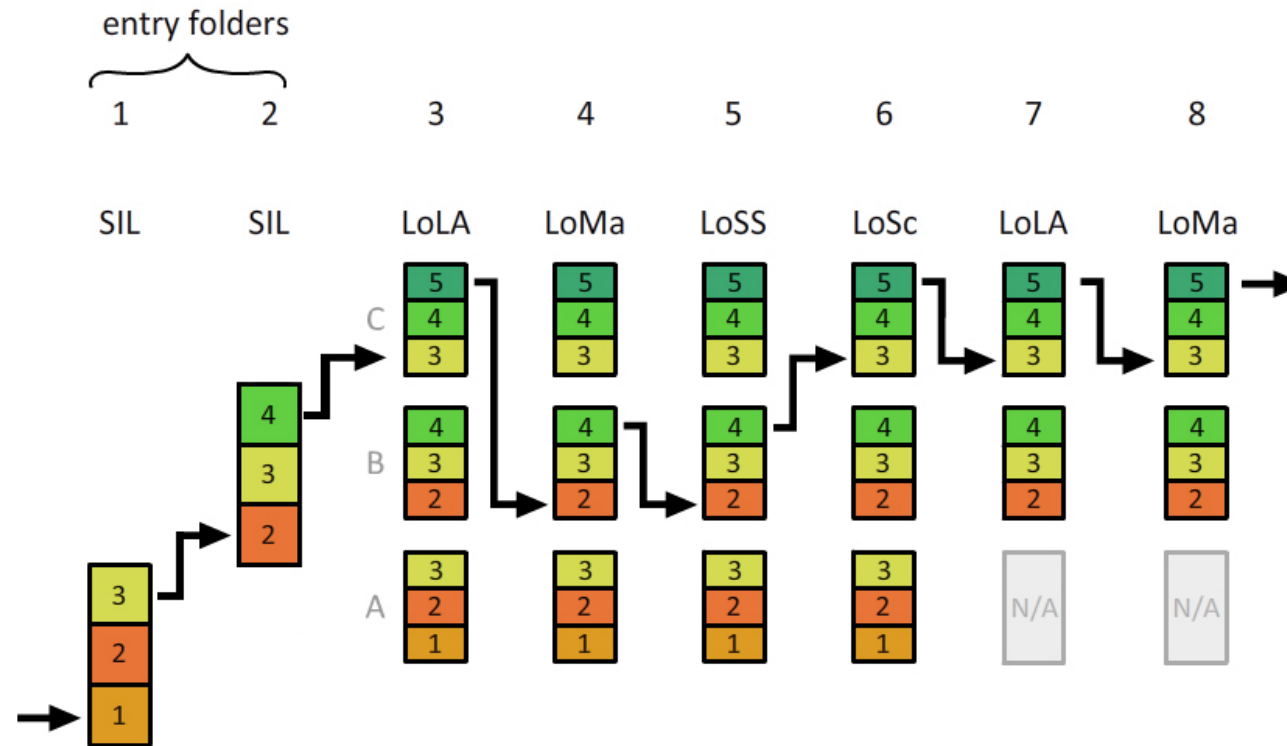 entry folders
1 2 3 4 5 6 7 8
SIL SIL LoLA LoMa LoSS LoSc LoLA LoMa
5 5 5 5 5 5
C 4 4 4 4 4 4
3 3 3 3 3 3
4 4 4 4 4 4 4
B 3 3 3 3 3 3 3
2 2 2 2 2 2 2
3 3 3 3 3
A 2 2 2 2 2 N/A N/A
1 1 1 1
1